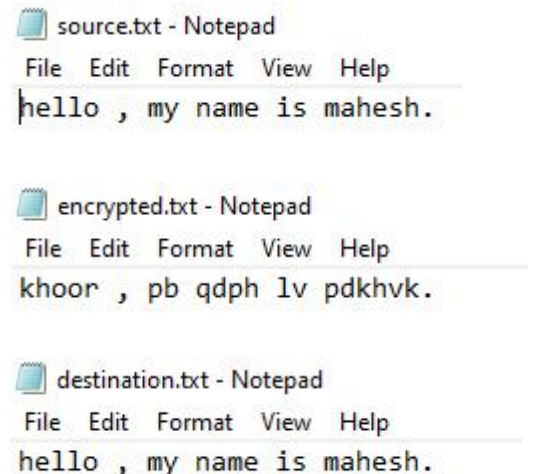 source.txt - Notepad
File Edit Format View Help
hello , my name is mahesh.
encrypted.txt - Notepad
File Edit Format View Help
khoor , pb qdph lv pdkhvk.
destination.txt - Notepad
File Edit Format View Help
hello , my name is mahesh.